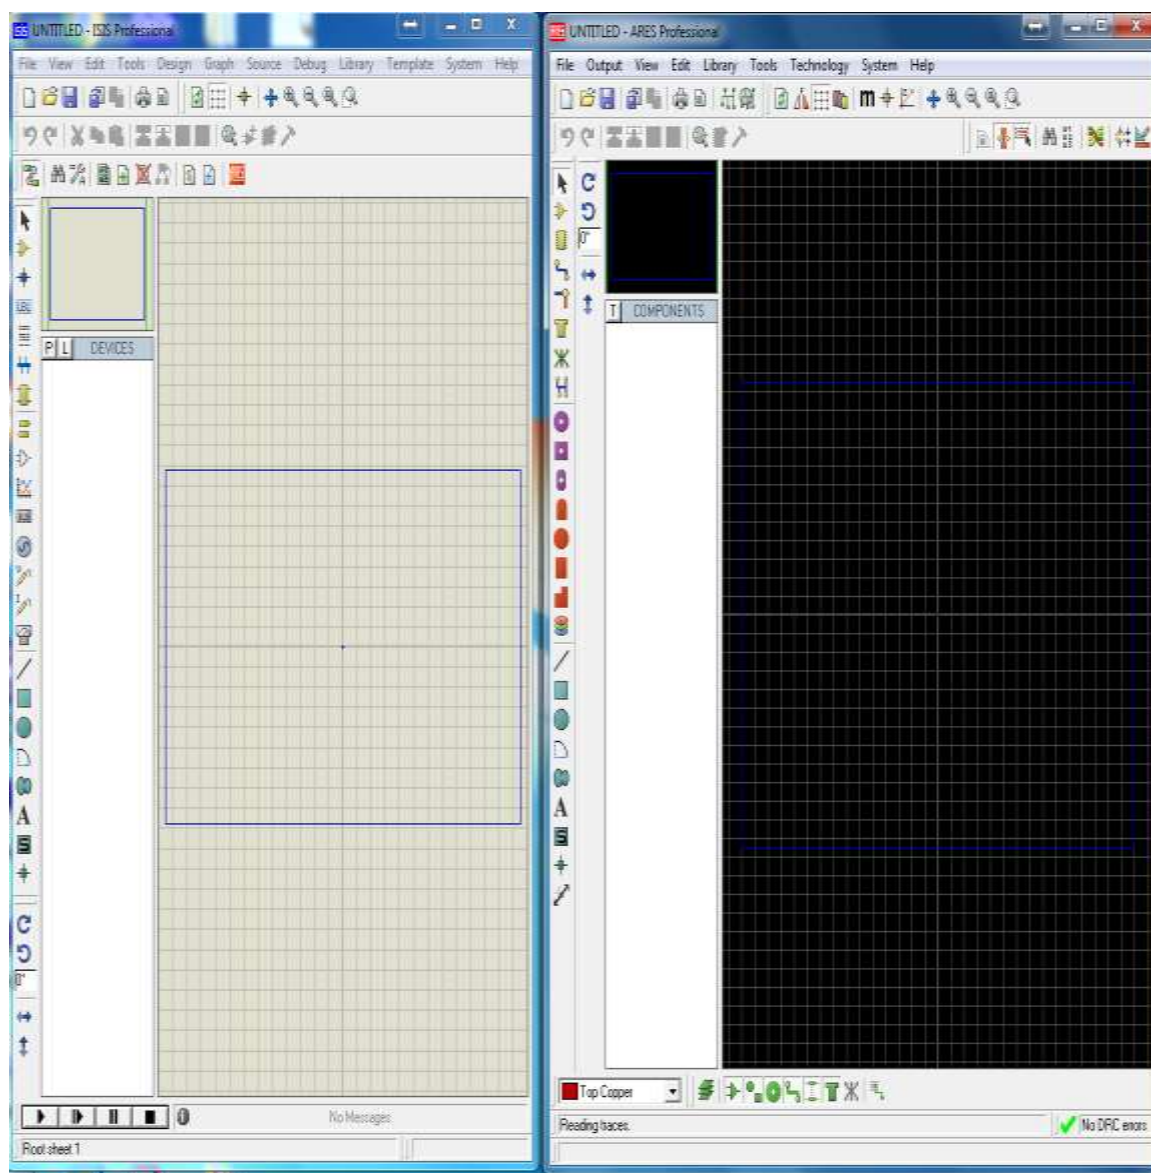 UNTITLED - ISIS Professional
File View Edit Tools Design Graph Source Debug Library Template System Help
LBL
P L DEVICES
A
S
0°
No Messages
Root sheet 1
UNTITLED - ARES Professional
File Output View Edit Library Tools Technology System Help
m
0°
T COMPONENTS
A
S
Top Copper
Reading traces.
No DRC errors